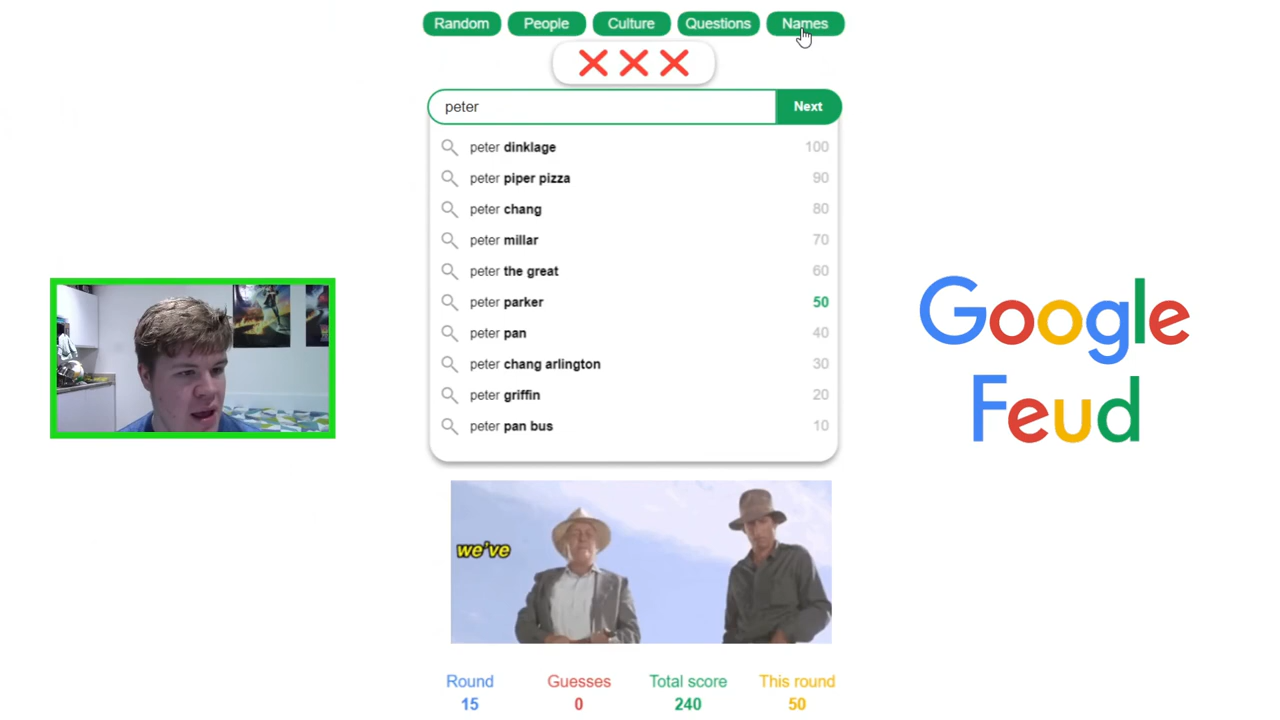 Random People Culture Questions Names
peter Next
peter dinklage 100
peter piper pizza 90
peter chang 80
peter millar 70
peter the great 60
peter parker 50
peter pan 40
peter chang arlington 30
peter griffin 20
peter pan bus 10
Google
Feud
we've
Round Guesses Total score This round
15 0 240 50